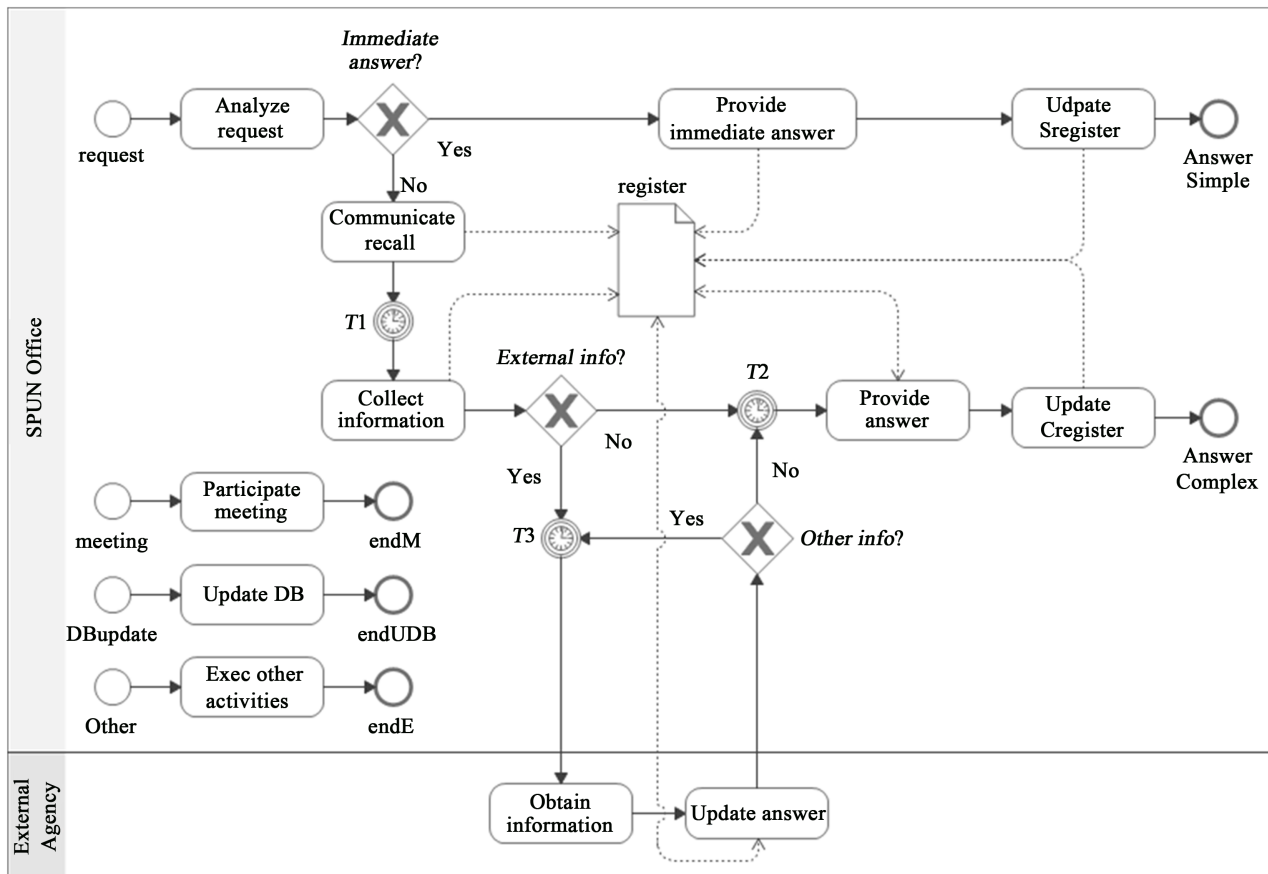 SPUN Office
Immediate
answer?
Analyze
request
request
Yes
No
Provide
immediate answer
Udpate
Sregister
Answer
Simple
register
Communicate
recall
T1
Collect
information
External info?
No
Yes
T2
Provide
answer
Update
Cregister
Answer
Complex
No
Yes
Other info?
T3
Participate
meeting
meeting
endM
Update DB
DBupdate
endUDB
Exec other
activities
Other
endE
External
Agency
Obtain
information
Update answer